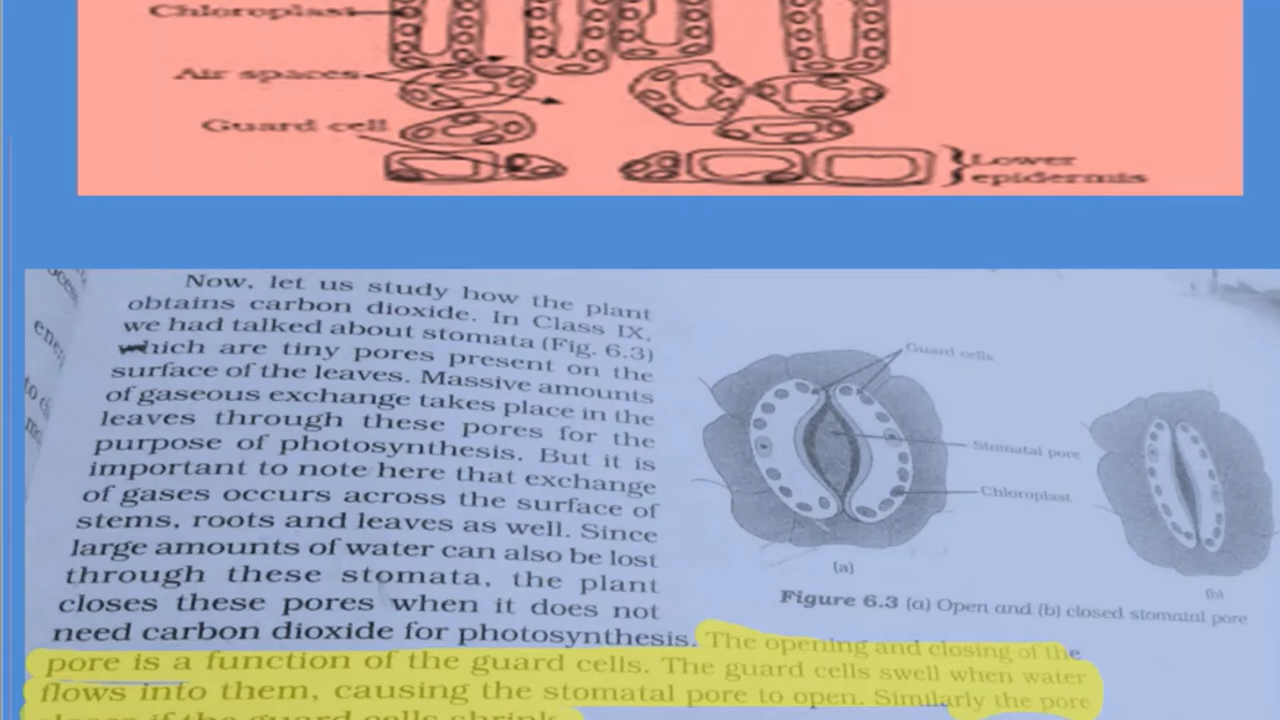 Chloroplast
Air spaces
Guard cell
Lower
epidermis
Now, let us study how the plant
obtains carbon dioxide. In Class IX,
we had talked about stomata (Fig. 6.3)
which are tiny pores present on the
surface of the leaves. Massive amounts
of gaseous exchange takes place in the
leaves through these pores for the
purpose of photosynthesis. But it is
important to note here that exchange
of gases occurs across the surface of
stems, roots and leaves as well. Since
large amounts of water can also be lost
through these stomata, the plant
closes these pores when it does not
need carbon dioxide for photosynthesis. The opening and closing of the
pore is a function of the guard cells. The guard cells swell when water
flows into them, causing the stomatal pore to open. Similarly the pore
closes if the guard cells shrink.
Guard cells
Stomatal pore
Chloroplast
(a)
(b)
Figure 6.3 (a) Open and (b) closed stomatal pore